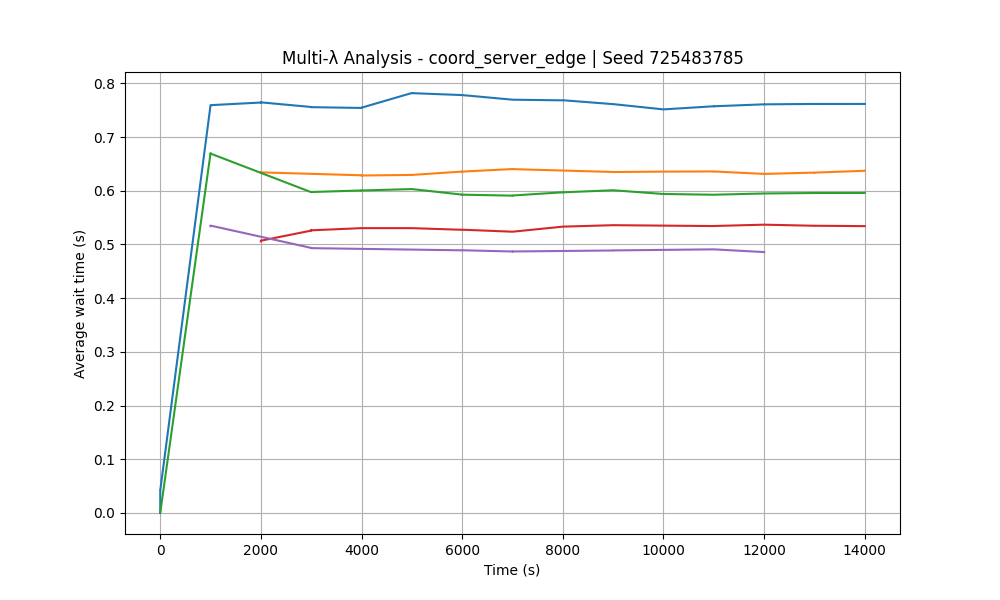 Multi-λ Analysis - coord_server_edge | Seed 725483785
Average wait time (s)
0.8
0.7
0.6
0.5
0.4
0.3
0.2
0.1
0.0
0 2000 4000 6000 8000 10000 12000 14000
Time (s)